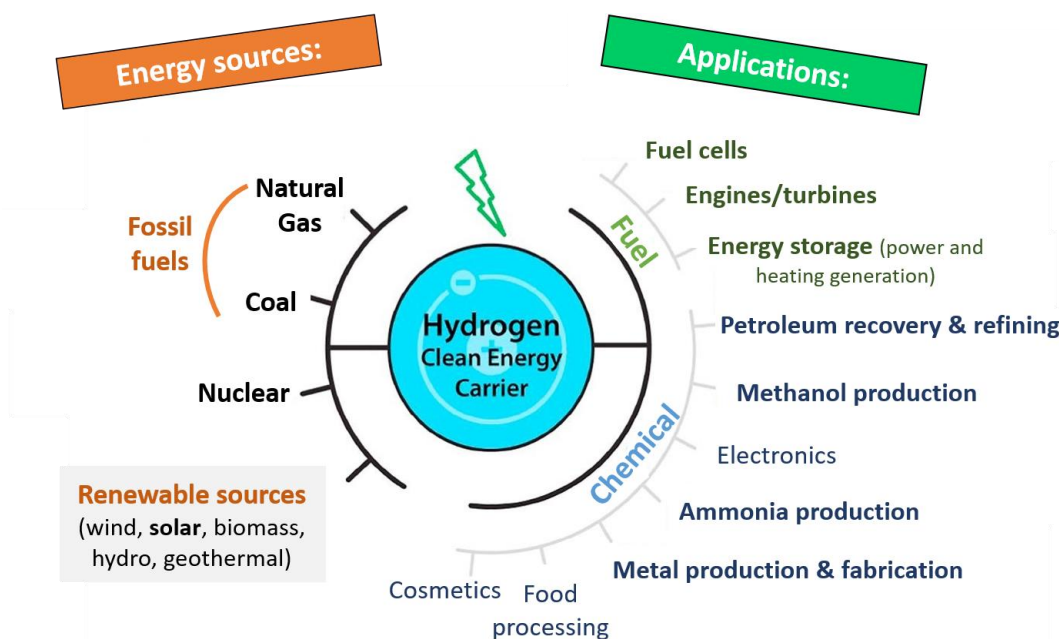 Energy sources:
Applications:
Natural
Gas
Fossil
fuels
Coal
Nuclear
Renewable sources
(wind, solar, biomass,
hydro, geothermal)
Hydrogen
Clean Energy
Carrier
Fuel
Fuel cells
Engines/turbines
Energy storage (power and
heating generation)
Chemical
Petroleum recovery & refining
Methanol production
Electronics
Ammonia production
Metal production & fabrication
Food
processing
Cosmetics